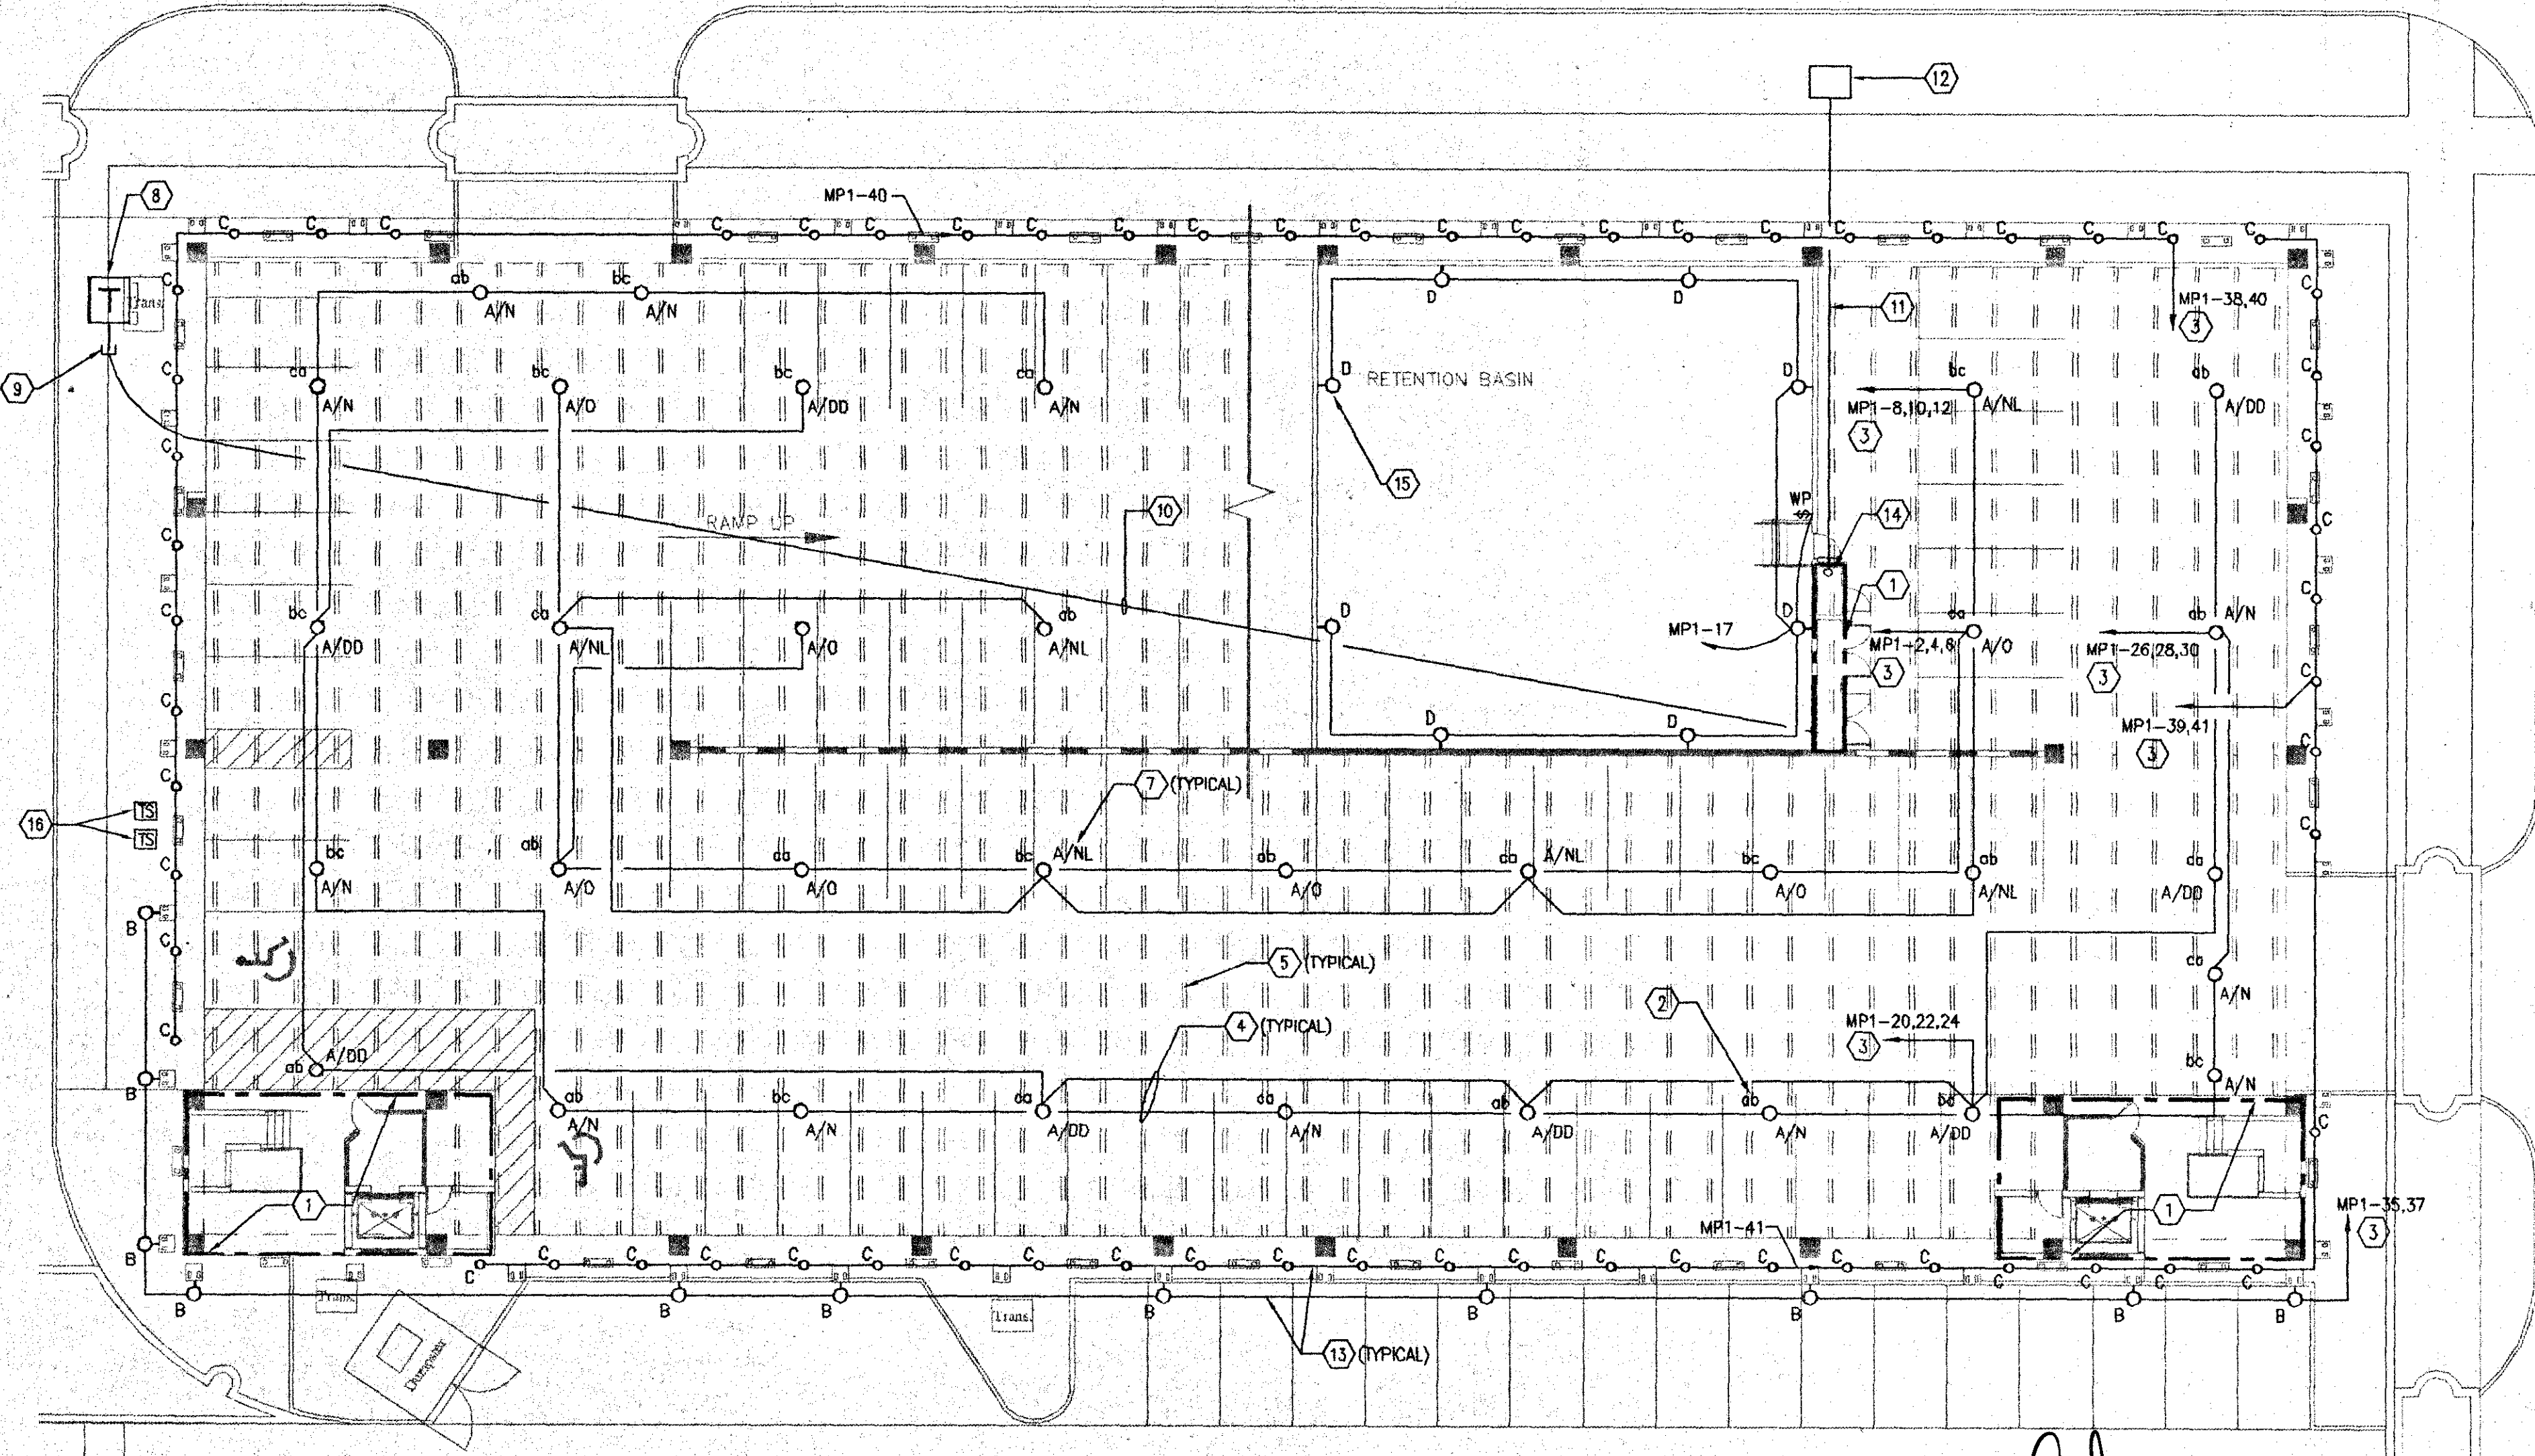 12
8
MP1-40
C C C C C C C C C C C C C C C C C C
ab bc
A/N A/N
T Trans.
D D
11
MP1-38,40
3
C C
9
C ca bc bc ca D RETENTION BASIN D bc ab C
A/N A/O A/DD A/N
A/NL A/DD
MP1-8,10,12
3
C C
15
WP
$
RAMP UP
10
14
C C
1
C bc ca ab D D ca ab A/N C
A/DD A/NL A/O A/NL
MP1-17
MP1-2,4,6
A/O
MP1-26,28,30
3
3
C C
D D
MP1-39,41
3
C C
7 (TYPICAL)
16
TS
TS
C
C bc ab ca bc A/NL ab ca A/NL bc ab ca
A/N A/O A/O A/O A/O A/NL A/DD
B C
5 (TYPICAL)
ca
A/N
2
4 (TYPICAL)
MP1-20,22,24
3
C
ab A/DD
bc
A/N
B
ab bc ca ca ab ab bc
A/N A/N A/DD A/N A/DD A/N A/DD
C
1
1
MP1-35,37
3
MP1-41
B
C C C C C C C C C C C C C C C C
Trans.
Trans.
B B B B B B B B
13 (TYPICAL)
Dumpster